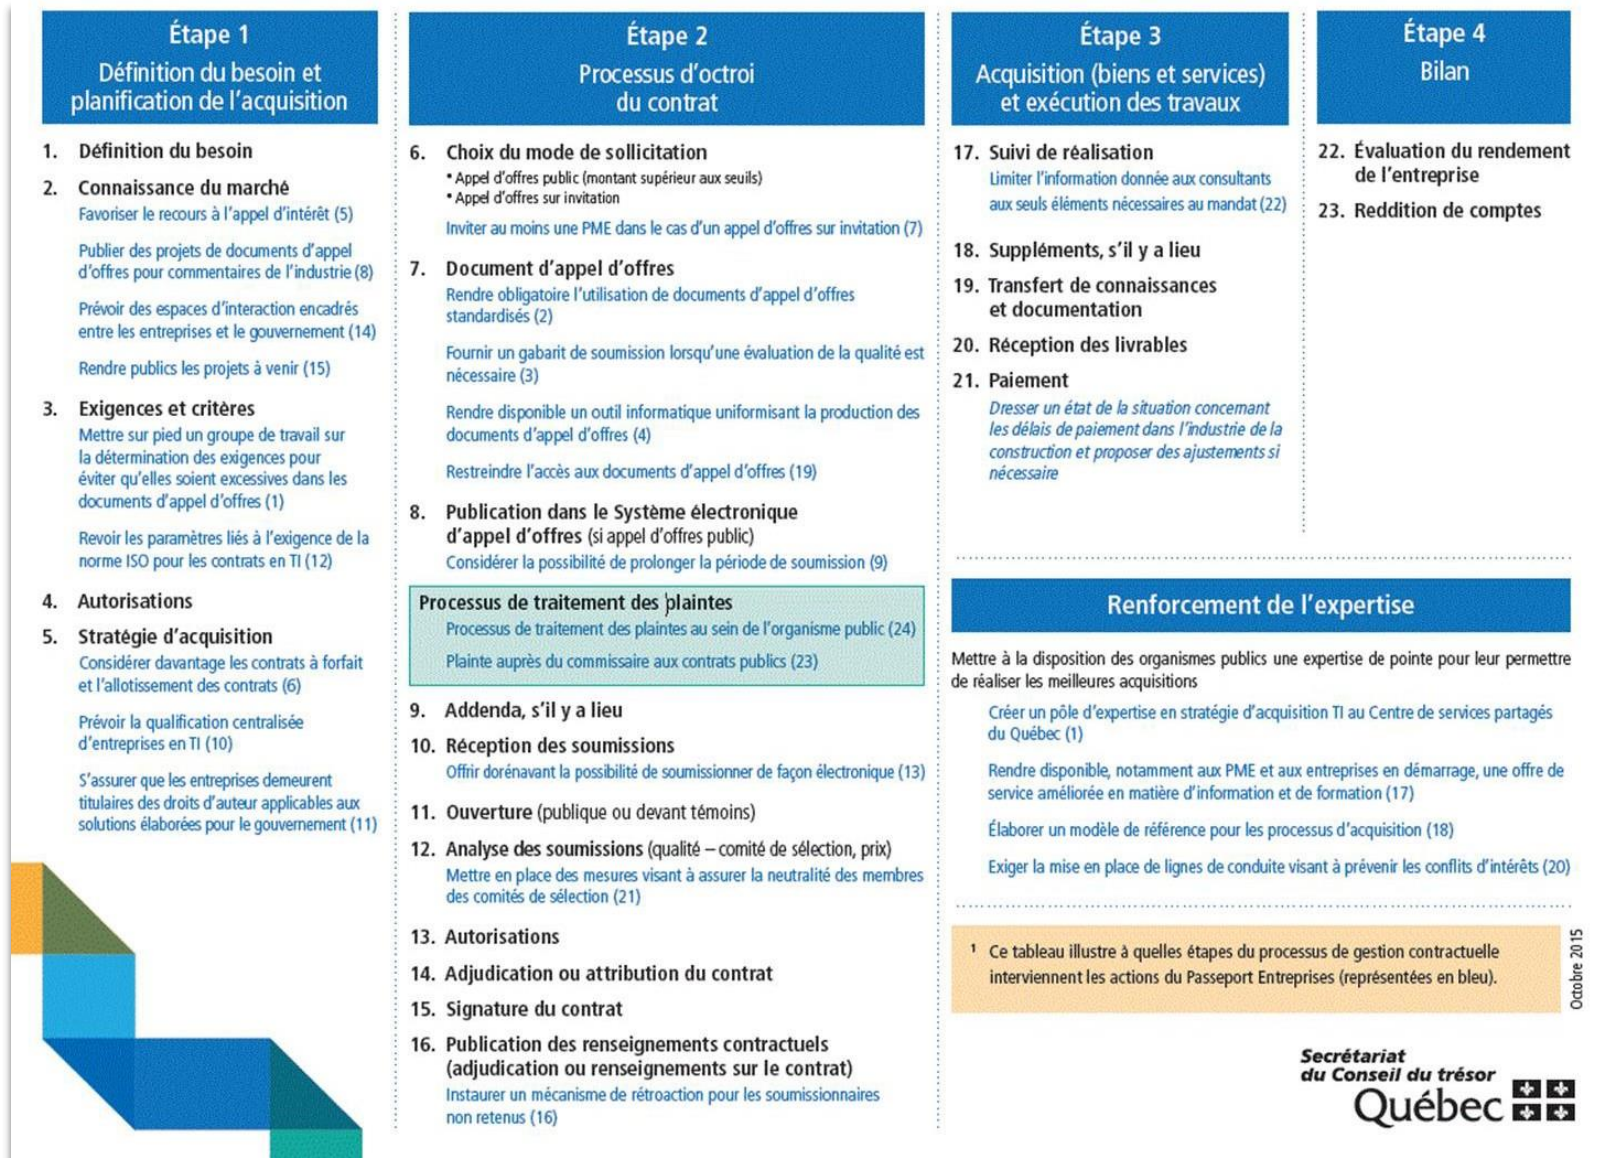 Étape 1
Définition du besoin et
planification de l'acquisition
1. Définition du besoin
2. Connaissance du marché
Favoriser le recours à l'appel d'intérêt (5)
Publier des projets de documents d'appel
d'offres pour commentaires de l'industrie (8)
Prévoir des espaces d'interaction encadrés
entre les entreprises et le gouvernement (14)
Rendre publics les projets à venir (15)
3. Exigences et critères
Mettre sur pied un groupe de travail sur
la détermination des exigences pour
éviter qu'elles soient excessives dans les
documents d'appel d'offres (1)
Revoir les paramètres liés à l'exigence de la
norme ISO pour les contrats en TI (12)
4. Autorisations
5. Stratégie d'acquisition
Considérer davantage les contrats à forfait
et l'allotissement des contrats (6)
Prévoir la qualification centralisée
d'entreprises en TI (10)
S'assurer que les entreprises demeurent
titulaires des droits d'auteur applicables aux
solutions élaborées pour le gouvernement (11)
Étape 2
Processus d'octroi
du contrat
6. Choix du mode de sollicitation
• Appel d'offres public (montant supérieur aux seuils)
• Appel d'offres sur invitation
Inviter au moins une PME dans le cas d'un appel d'offres sur invitation (7)
7. Document d'appel d'offres
Rendre obligatoire l'utilisation de documents d'appel d'offres
standardisés (2)
Fournir un gabarit de soumission lorsqu'une évaluation de la qualité est
nécessaire (3)
Rendre disponible un outil informatique uniformisant la production des
documents d'appel d'offres (4)
Restreindre l'accès aux documents d'appel d'offres (19)
8. Publication dans le Système électronique
d'appel d'offres (si appel d'offres public)
Considérer la possibilité de prolonger la période de soumission (9)
Processus de traitement des plaintes
Processus de traitement des plaintes au sein de l'organisme public (24)
Plainte auprès du commissaire aux contrats publics (23)
9. Addenda, s'il y a lieu
10. Réception des soumissions
Offrir dorénavant la possibilité de soumissionner de façon électronique (13)
11. Ouverture (publique ou devant témoins)
12. Analyse des soumissions (qualité – comité de sélection, prix)
Mettre en place des mesures visant à assurer la neutralité des membres
des comités de sélection (21)
13. Autorisations
14. Adjudication ou attribution du contrat
15. Signature du contrat
16. Publication des renseignements contractuels
(adjudication ou renseignements sur le contrat)
Instaurer un mécanisme de rétroaction pour les soumissionnaires
non retenus (16)
Étape 3
Acquisition (biens et services)
et exécution des travaux
17. Suivi de réalisation
Limiter l'information donnée aux consultants
aux seuls éléments nécessaires au mandat (22)
18. Suppléments, s'il y a lieu
19. Transfert de connaissances
et documentation
20. Réception des livrables
21. Paiement
Dresser un état de la situation concernant
les délais de paiement dans l'industrie de la
construction et proposer des ajustements si
nécessaire
Étape 4
Bilan
22. Évaluation du rendement
de l'entreprise
23. Reddition de comptes
Renforcement de l'expertise
Mettre à la disposition des organismes publics une expertise de pointe pour leur permettre
de réaliser les meilleures acquisitions
Créer un pôle d'expertise en stratégie d'acquisition TI au Centre de services partagés
du Québec (1)
Rendre disponible, notamment aux PME et aux entreprises en démarrage, une offre de
service améliorée en matière d'information et de formation (17)
Élaborer un modèle de référence pour les processus d'acquisition (18)
Exiger la mise en place de lignes de conduite visant à prévenir les conflits d'intérêts (20)
1 Ce tableau illustre à quelles étapes du processus de gestion contractuelle
interviennent les actions du Passeport Entreprises (représentées en bleu).
Octobre 2015
Secrétariat
du Conseil du trésor
Québec